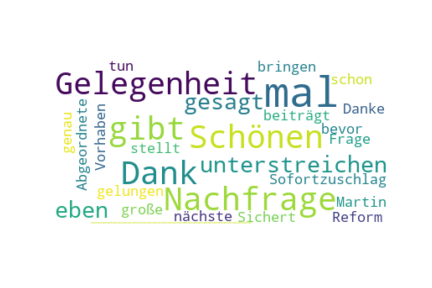 tun
bringen
schon
Gelegenheit
mal
gesagt
Danke
genau
Abgeordnete
Vorhaben
beiträgt
gibt
Schönen
bevor
Frage
stellt
Dank
unterstreichen
Sofortzuschlag
gelungen
Nachfrage
Martin
eben
große
nächste
Sichert
Reform